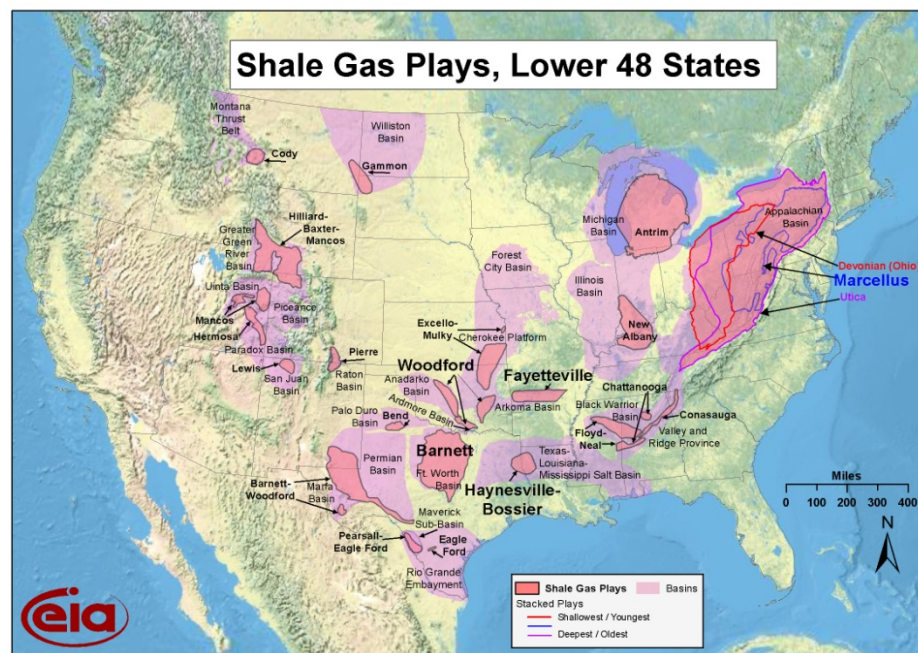 Shale Gas Plays, Lower 48 States
Montana
Thrust
Belt
Cody
Williston
Basin
Gammon
Hilliard-
Baxter-
Mancos
Greater
Green
River
Basin
Uinta Basin
Mancos
Piceance
Basin
Hermosa
Paradox Basin
Lewis
San Juan
Basin
Pierre
Raton
Basin
Michigan
Basin
Antrim
Appalachian
Basin
Devonian (Ohio
Marcellus
Utica
Forest
City Basin
Illinois
Basin
New
Albany
Excello-
Mulky
Cherokee Platform
Woodford
Anadarko
Basin
Ardmore Basin
Fayetteville
Arkoma Basin
Chattanooga
Black Warrior
Basin
Conasauga
Floyd-
Neal
Valley and
Ridge Province
Palo Duro
Basin
Bend
Barnett
Ft. Worth
Basin
Permian
Basin
Barnett-
Woodford
Marfa
Basin
Texas-
Louisiana-
Mississippi Salt Basin
Haynesville-
Bossier
Maverick
Sub-Basin
Pearsall-
Eagle Ford
Eagle
Ford
Rio Grande
Embayment
Miles
0 100 200 300 400
N
Shale Gas Plays
Basins
Stacked Plays
Shallowest / Youngest
Deepest / Oldest
eia